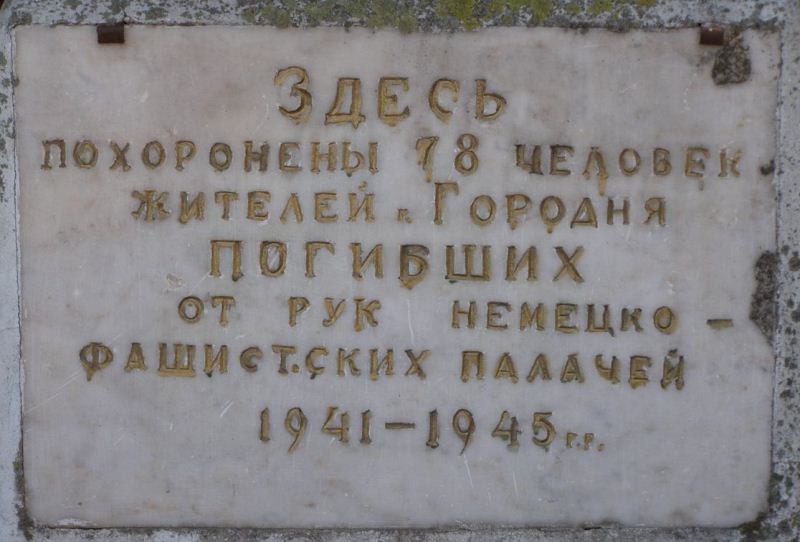 Здесь
похоронены 78 человек
жителей г. Городня
погибших
от рук немецко-
фашист.ских палачей
1941-1945 г.г.